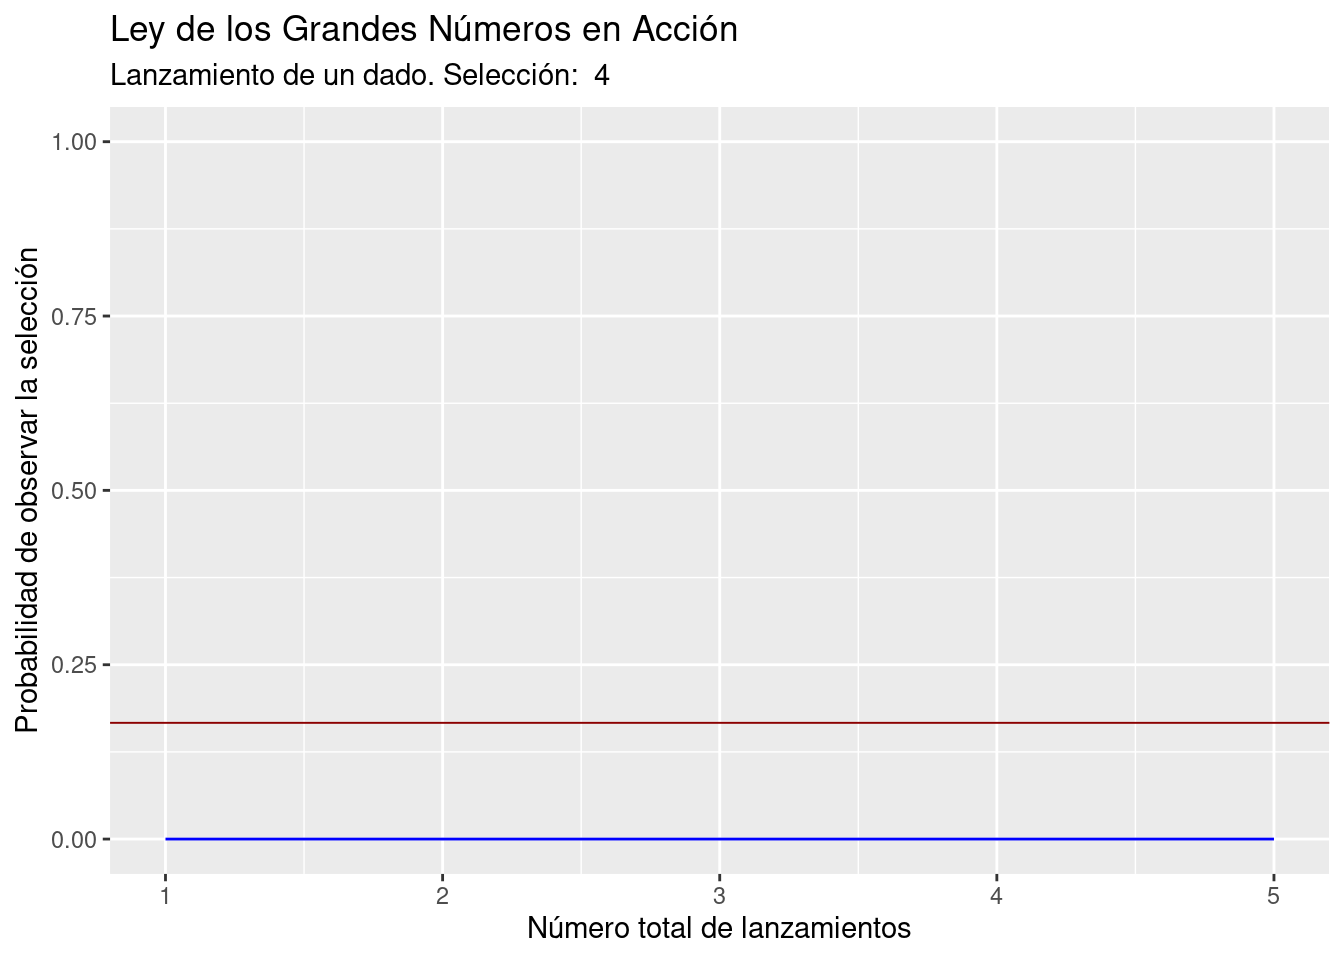 Ley de los Grandes Números en Acción
Lanzamiento de un dado. Selección:  4
Probabilidad de observar la selección
1.00
0.75
0.50
0.25
0.00
1 2 3 4 5
Número total de lanzamientos